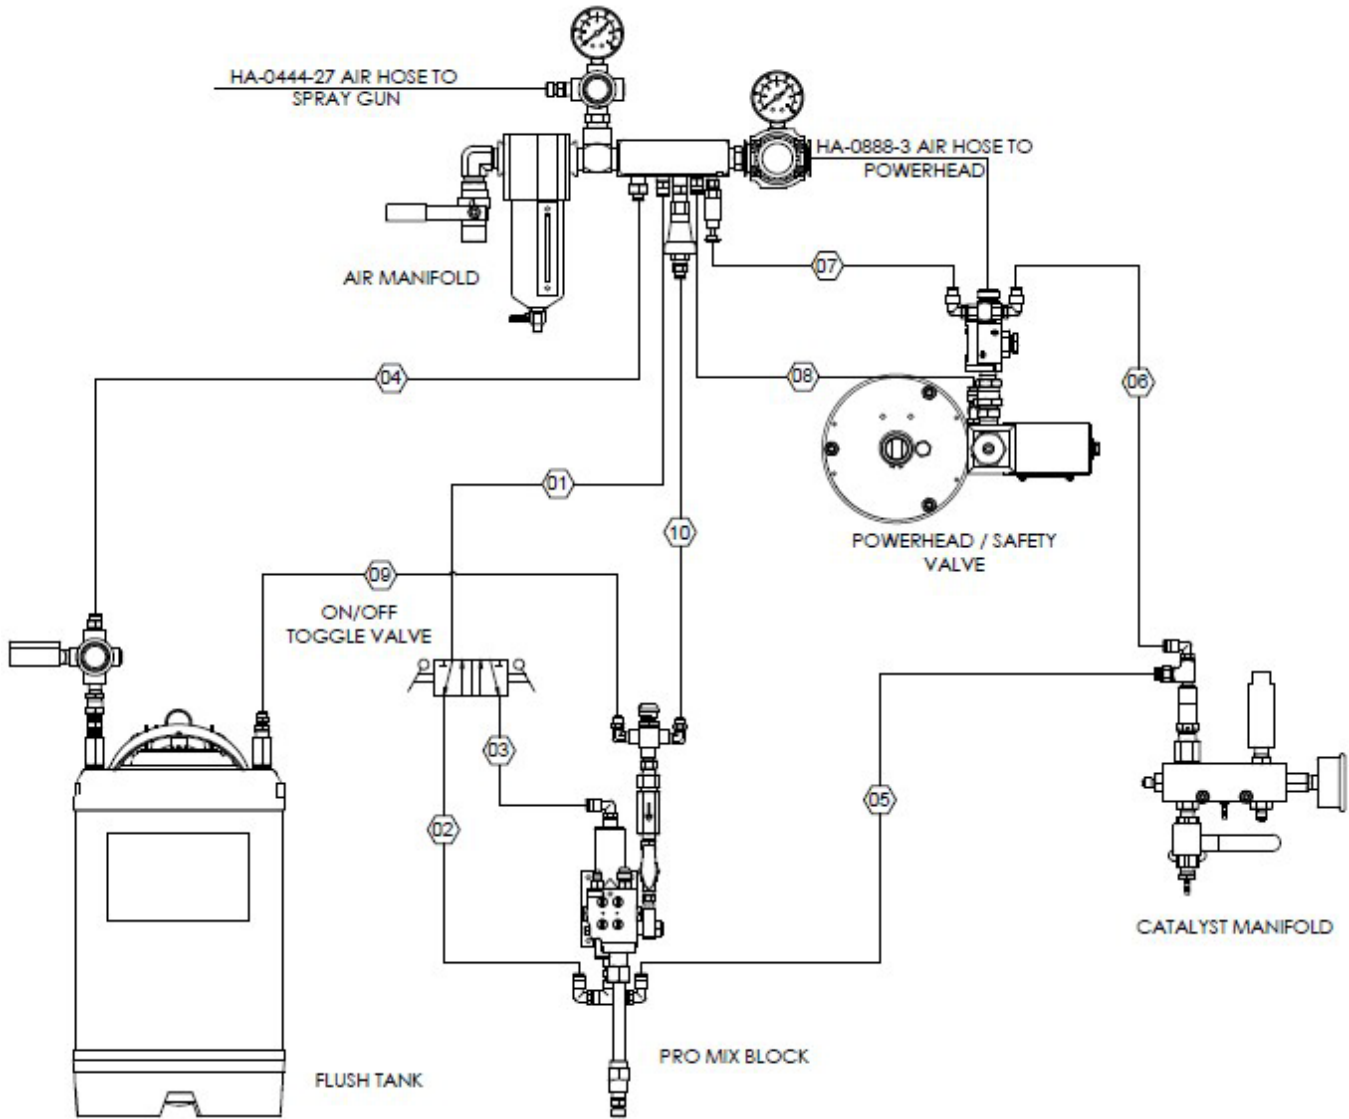 HA-0444-27 AIR HOSE TO
SPRAY GUN
HA-0888-3 AIR HOSE TO
POWERHEAD
AIR MANIFOLD
07
04
08
06
01
10
POWERHEAD / SAFETY
VALVE
09
ON/OFF
TOGGLE VALVE
03
02
05
CATALYST MANIFOLD
PRO MIX BLOCK
FLUSH TANK